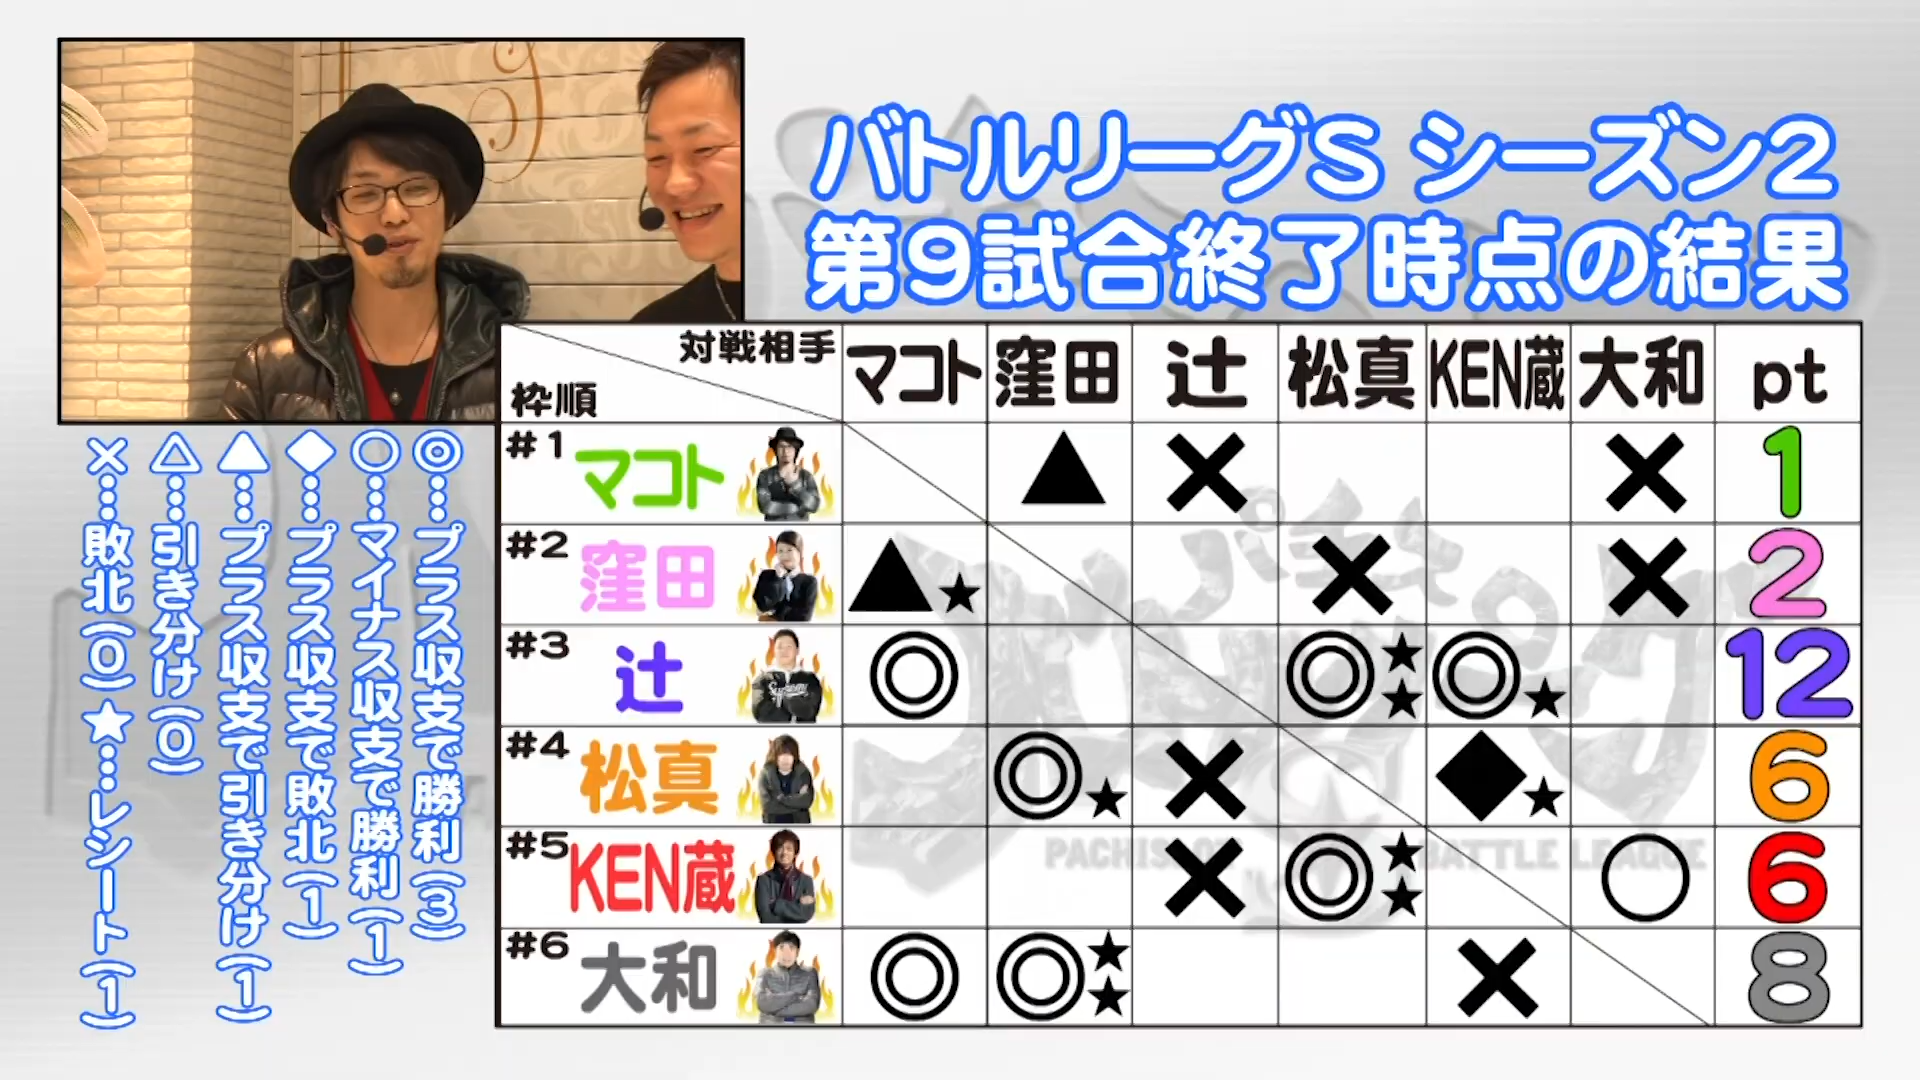 バトルリーグS シーズン2
第9試合終了時点の結果
◎…プラス収支で勝利(3)
○…マイナス収支で勝利(1)
◆…プラス収支で敗北(1)
▲…プラス収支で引き分け(1)
△…引き分け(0)
×…敗北(0) ★…レシート(1)
対戦相手 マコト 窪田 辻 松真 KEN蔵 大和 pt
枠順
#1 マコト ▲ × × 1
#2 窪田 ▲★ × × 2
#3 辻 ◎ ◎★★ ◎★ 12
#4 松真 ◎★ × ◆★ 6
#5 KEN蔵 × ◎★★ ○ 6
#6 大和 ◎ ◎★★ × 8
PACHISLOT BATTLE LEAGUE